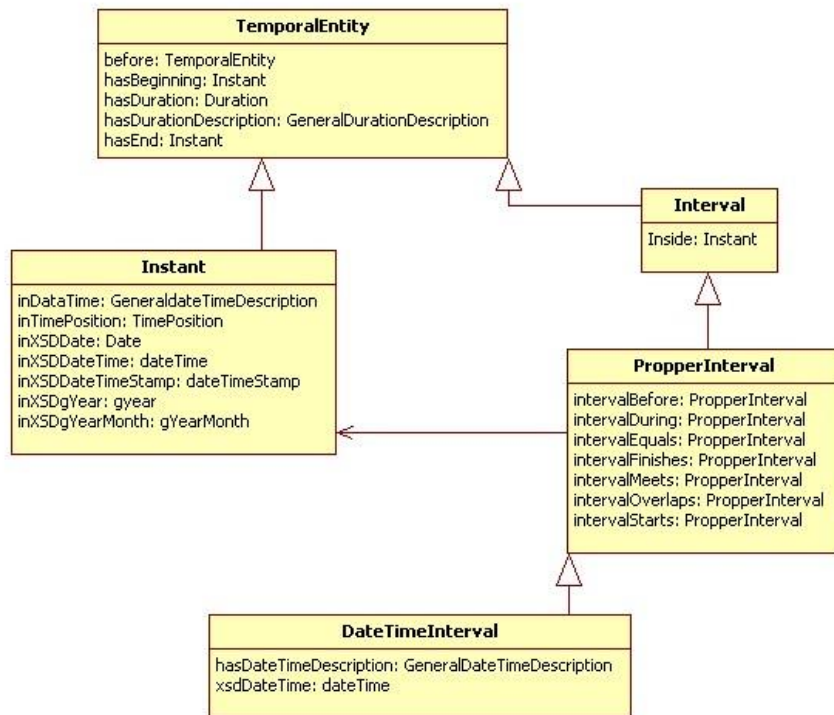 TemporalEntity
before: TemporalEntity
hasBeginning: Instant
hasDuration: Duration
hasDurationDescription: GeneralDurationDescription
hasEnd: Instant
Interval
Inside: Instant
Instant
inDataTime: GeneraldateTimeDescription
inTimePosition: TimePosition
inXSDDate: Date
inXSDDateTime: dateTime
inXSDDateTimeStamp: dateTimeStamp
inXSDgYear: gyear
inXSDgYearMonth: gYearMonth
PropperInterval
intervalBefore: PropperInterval
intervalDuring: PropperInterval
intervalEquals: PropperInterval
intervalFinishes: PropperInterval
intervalMeets: PropperInterval
intervalOverlaps: PropperInterval
intervalStarts: PropperInterval
DateTimeInterval
hasDateTimeDescription: GeneralDateTimeDescription
xsdDateTime: dateTime